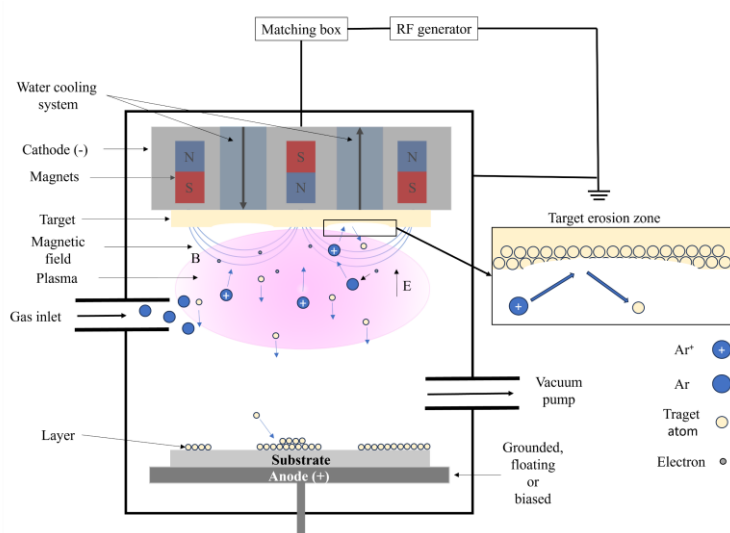 Matching box
RF generator
Water cooling
system
Cathode (-)
N
S
N
Magnets
S
N
S
Target
Target erosion zone
Magnetic
field
B
Plasma
E
+
+
+
+
Gas inlet
Ar⁺
+
Ar
Vacuum
pump
Traget
atom
Layer
Grounded,
floating
or
biased
Electron
Substrate
Anode (+)